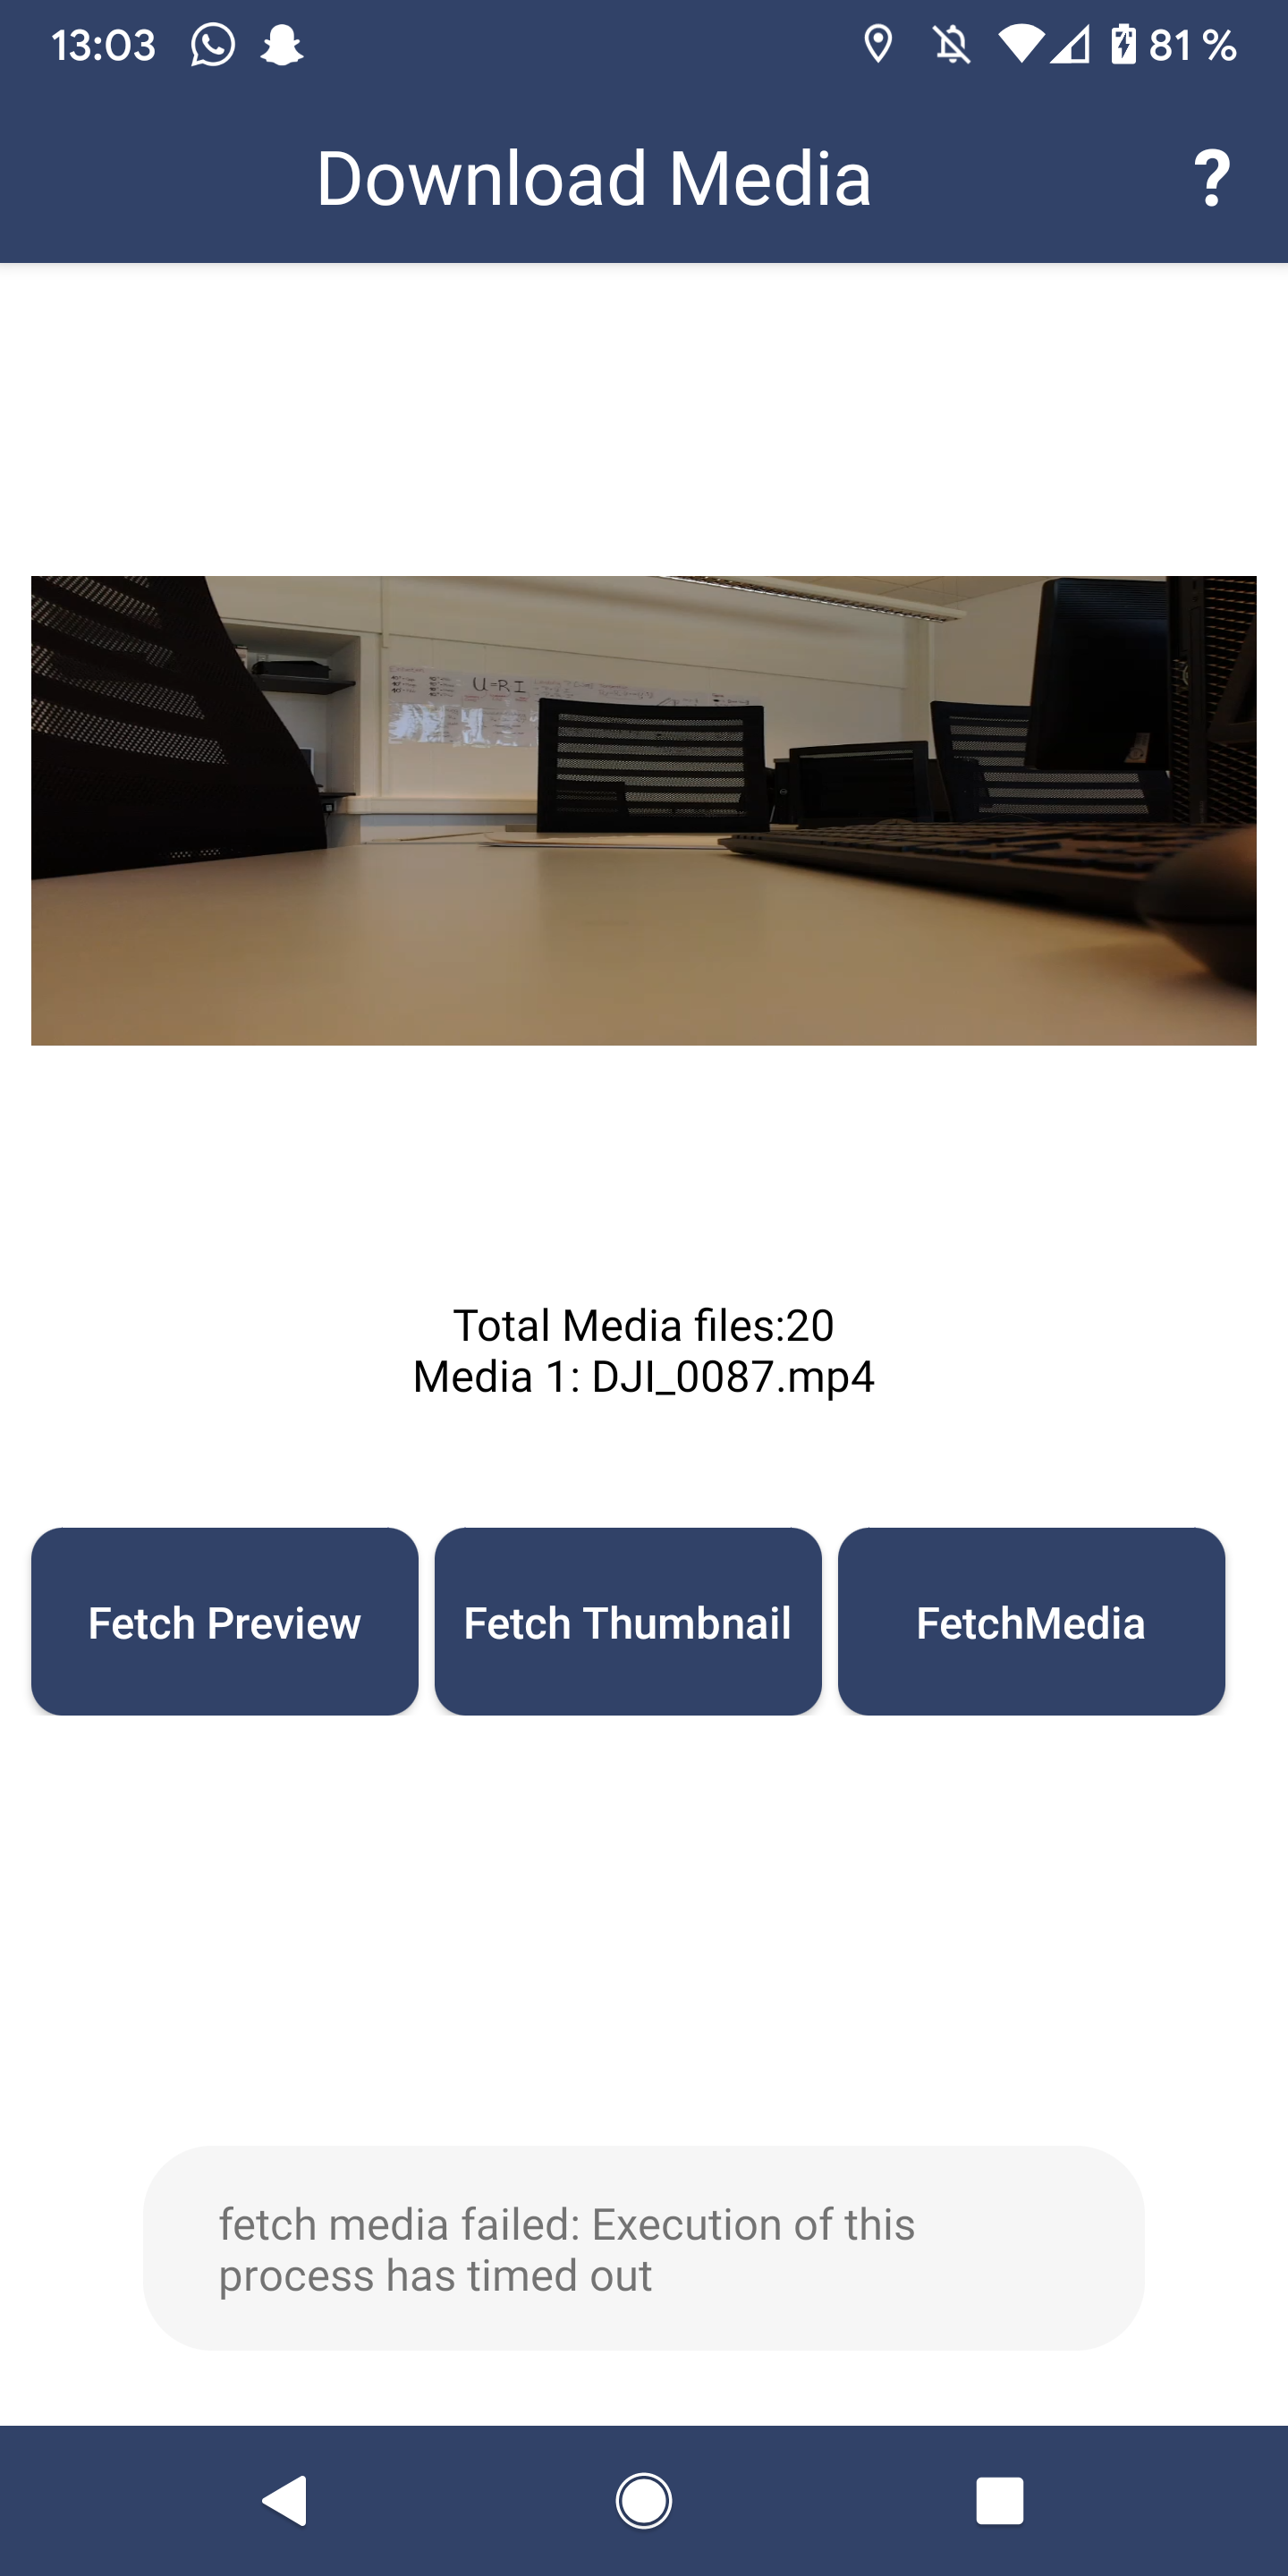 13:03
81 %
Download Media
?
U=RI
Total Media files:20
Media 1: DJI_0087.mp4
Fetch Preview
Fetch Thumbnail
FetchMedia
fetch media failed: Execution of this
process has timed out